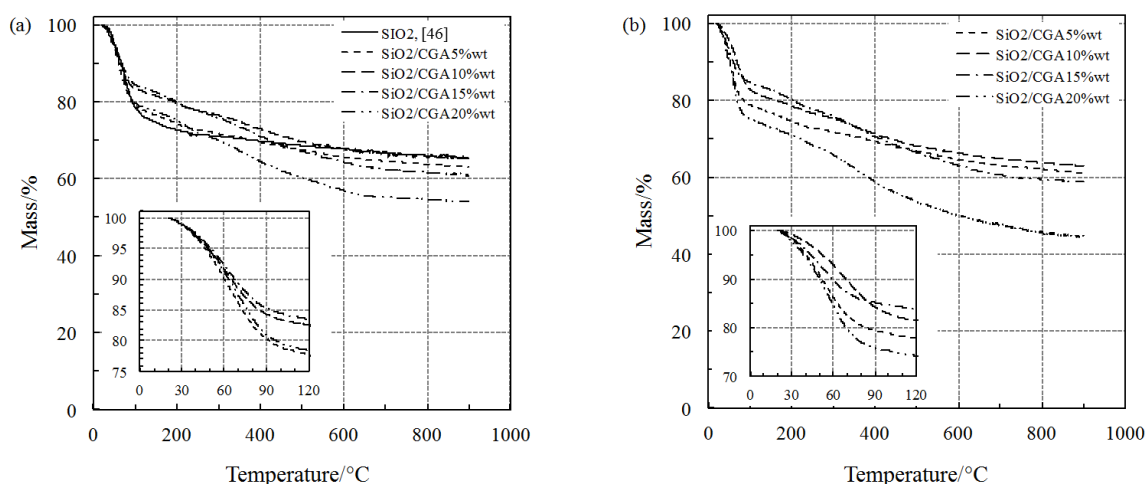 (a)
SIO2, [46]
SiO2/CGA5%wt
SiO2/CGA10%wt
SiO2/CGA15%wt
SiO2/CGA20%wt
Mass/%
100
80
60
40
20
0
100
95
90
85
80
75
0 30 60 90 120
0 200 400 600 800 1000
Temperature/°C
(b)
SiO2/CGA5%wt
SiO2/CGA10%wt
SiO2/CGA15%wt
SiO2/CGA20%wt
Mass/%
100
80
60
40
20
0
100
90
80
70
0 30 60 90 120
0 200 400 600 800 1000
Temperature/°C